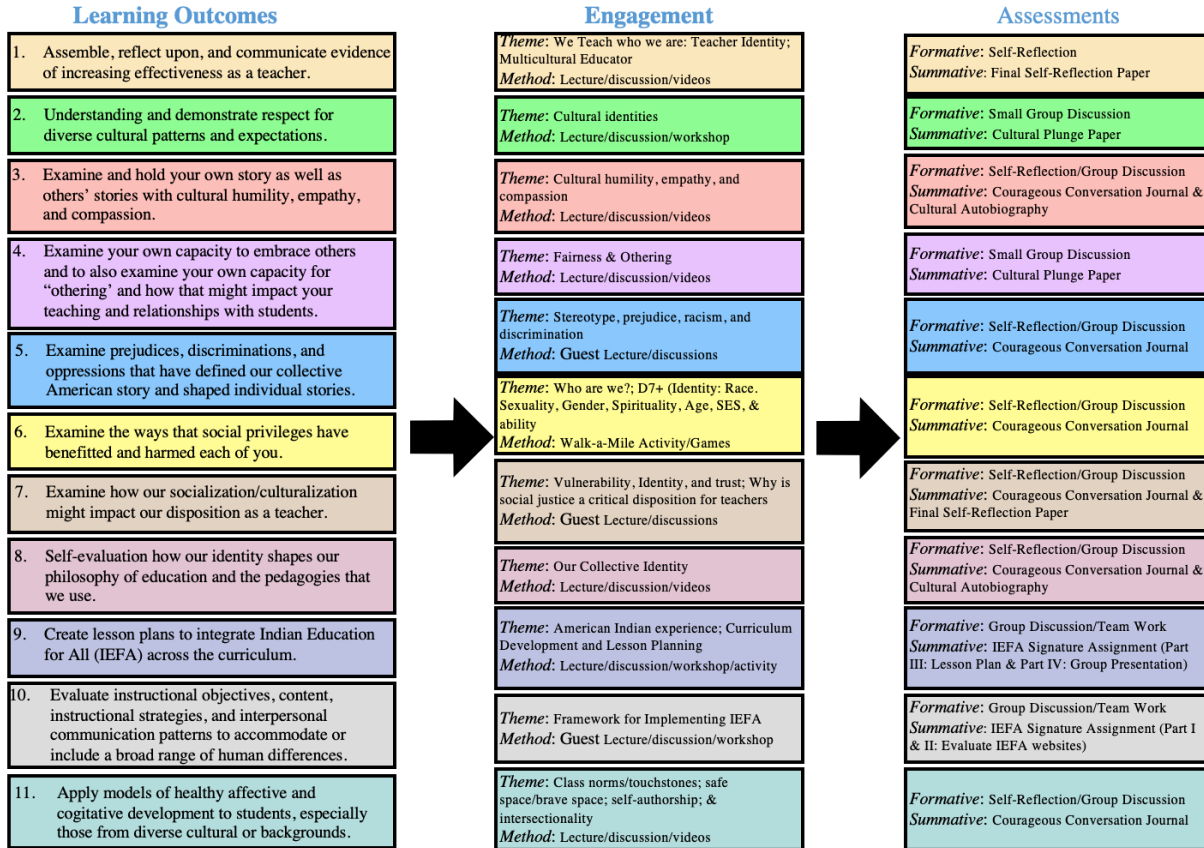 Learning Outcomes
1. Assemble, reflect upon, and communicate evidence
of increasing effectiveness as a teacher.
2. Understanding and demonstrate respect for
diverse cultural patterns and expectations.
3. Examine and hold your own story as well as
others' stories with cultural humility, empathy,
and compassion.
4. Examine your own capacity to embrace others
and to also examine your own capacity for
“othering’ and how that might impact your
teaching and relationships with students.
5. Examine prejudices, discriminations, and
oppressions that have defined our collective
American story and shaped individual stories.
6. Examine the ways that social privileges have
benefitted and harmed each of you.
7. Examine how our socialization/culturalization
might impact our disposition as a teacher.
8. Self-evaluation how our identity shapes our
philosophy of education and the pedagogies that
we use.
9. Create lesson plans to integrate Indian Education
for All (IEFA) across the curriculum.
10. Evaluate instructional objectives, content,
instructional strategies, and interpersonal
communication patterns to accommodate or
include a broad range of human differences.
11. Apply models of healthy affective and
cogitative development to students, especially
those from diverse cultural or backgrounds.
Engagement
Theme: We Teach who we are: Teacher Identity;
Multicultural Educator
Method: Lecture/discussion/videos
Theme: Cultural identities
Method: Lecture/discussion/workshop
Theme: Cultural humility, empathy, and
compassion
Method: Lecture/discussion/videos
Theme: Fairness & Othering
Method: Lecture/discussion/videos
Theme: Stereotype, prejudice, racism, and
discrimination
Method: Guest Lecture/discussions
Theme: Who are we?; D7+ (Identity: Race.
Sexuality, Gender, Spirituality, Age, SES, &
ability
Method: Walk-a-Mile Activity/Games
Theme: Vulnerability, Identity, and trust; Why is
social justice a critical disposition for teachers
Method: Guest Lecture/discussions
Theme: Our Collective Identity
Method: Lecture/discussion/videos
Theme: American Indian experience; Curriculum
Development and Lesson Planning
Method: Lecture/discussion/workshop/activity
Theme: Framework for Implementing IEFA
Method: Guest Lecture/discussion/workshop
Theme: Class norms/touchstones; safe
space/brave space; self-authorship; &
intersectionality
Method: Lecture/discussion/videos
Assessments
Formative: Self-Reflection
Summative: Final Self-Reflection Paper
Formative: Small Group Discussion
Summative: Cultural Plunge Paper
Formative: Self-Reflection/Group Discussion
Summative: Courageous Conversation Journal &
Cultural Autobiography
Formative: Small Group Discussion
Summative: Cultural Plunge Paper
Formative: Self-Reflection/Group Discussion
Summative: Courageous Conversation Journal
Formative: Self-Reflection/Group Discussion
Summative: Courageous Conversation Journal
Formative: Self-Reflection/Group Discussion
Summative: Courageous Conversation Journal &
Final Self-Reflection Paper
Formative: Self-Reflection/Group Discussion
Summative: Courageous Conversation Journal &
Cultural Autobiography
Formative: Group Discussion/Team Work
Summative: IEFA Signature Assignment (Part
III: Lesson Plan & Part IV: Group Presentation)
Formative: Group Discussion/Team Work
Summative: IEFA Signature Assignment (Part I
& II: Evaluate IEFA websites)
Formative: Self-Reflection/Group Discussion
Summative: Courageous Conversation Journal